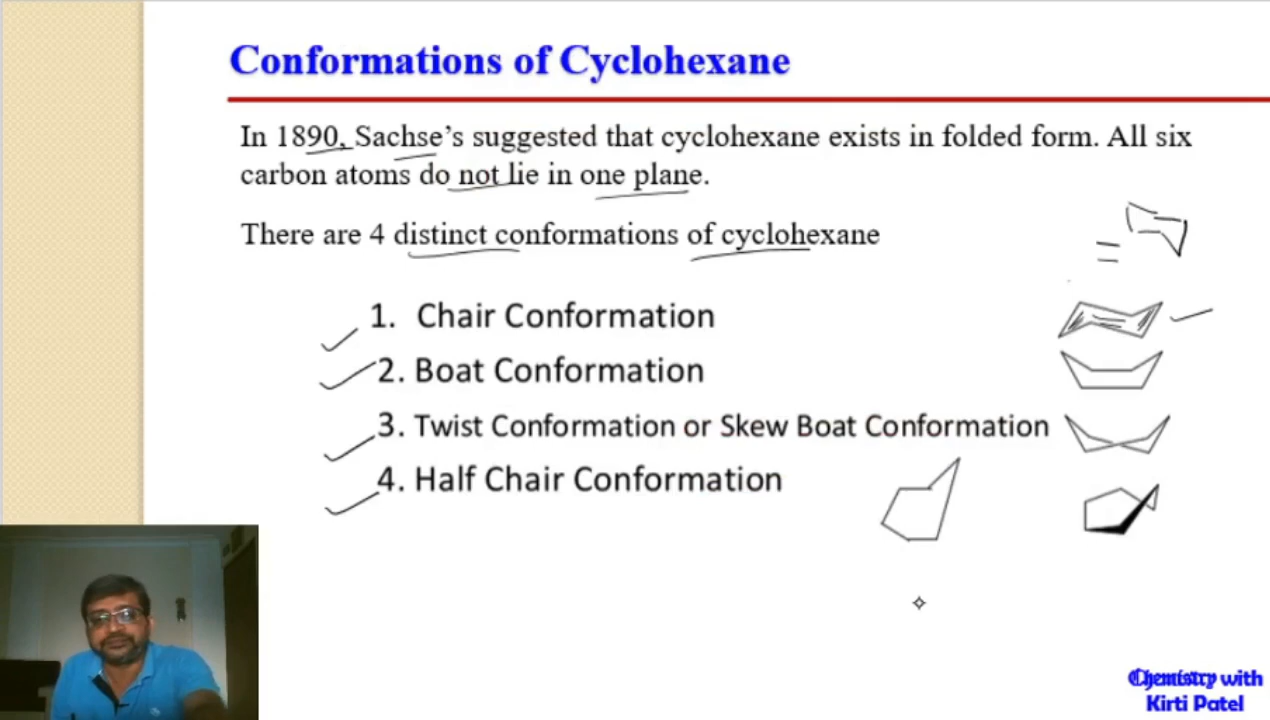 Conformations of Cyclohexane
In 1890, Sachse’s suggested that cyclohexane exists in folded form. All six
carbon atoms do not lie in one plane.
There are 4 distinct conformations of cyclohexane
1. Chair Conformation
2. Boat Conformation
3. Twist Conformation or Skew Boat Conformation
4. Half Chair Conformation
Chemistry with
Kirti Patel